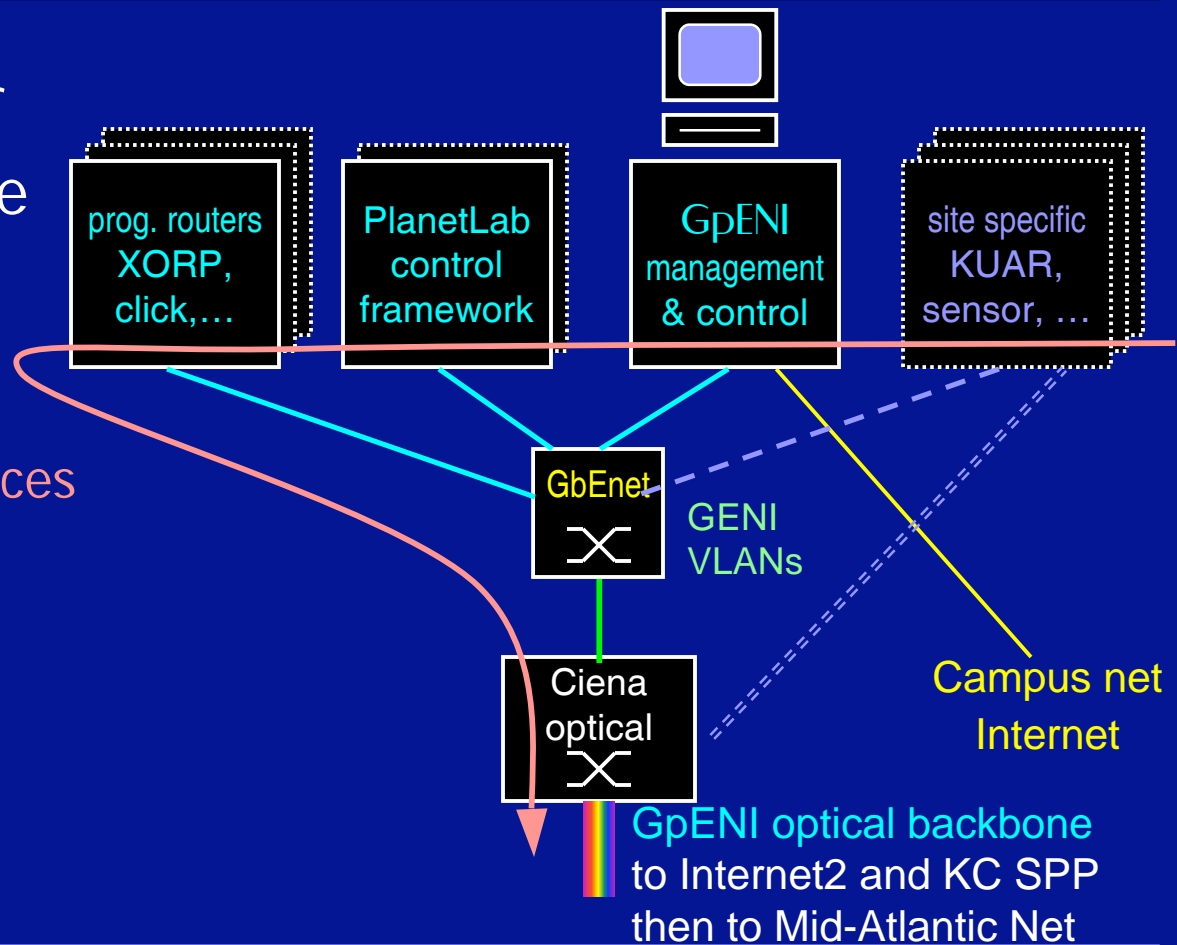 prog. routers
XORP,
click,…
PlanetLab
control
framework
GpENI
management
& control
site specific
KUAR,
sensor, …
GbEnet
GENI
VLANs
Ciena
optical
Campus net
Internet
GpENI optical backbone
to Internet2 and KC SPP
then to Mid-Atlantic Net